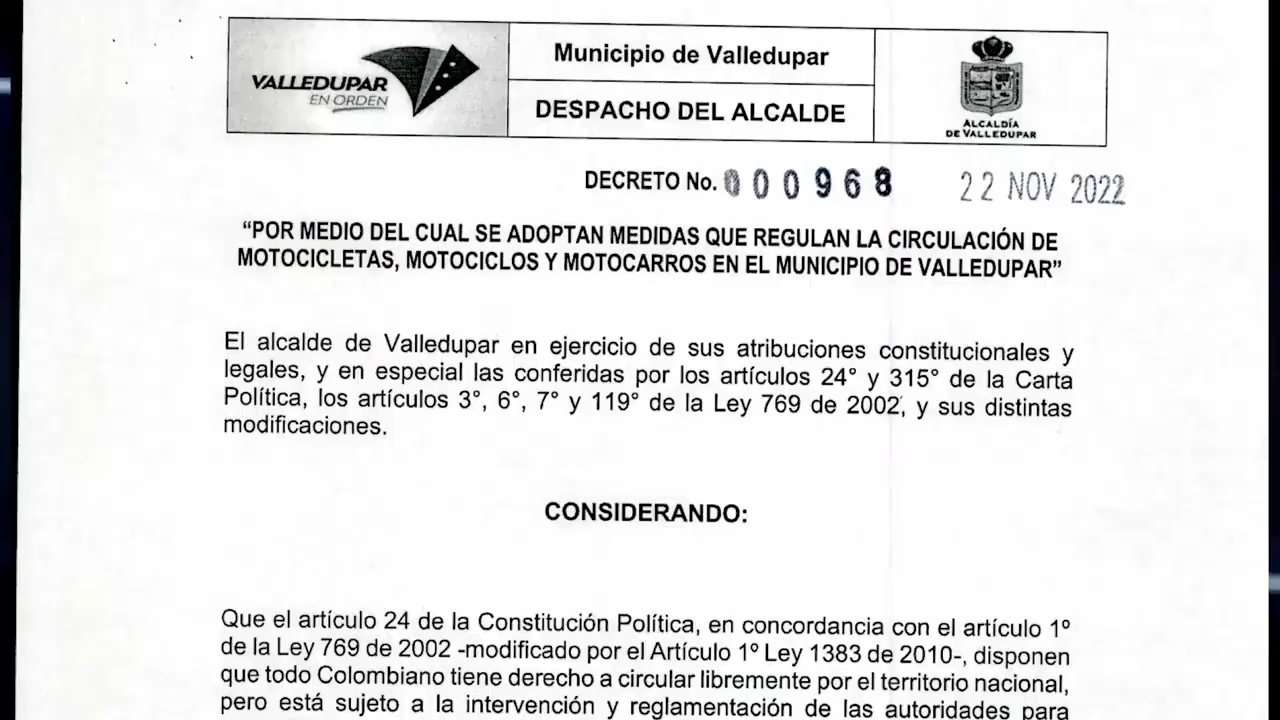 VALLEDUPAR
EN ORDEN
Municipio de Valledupar
DESPACHO DEL ALCALDE
ALCALDÍA
DE VALLEDUPAR
DECRETO No. 000968 22 NOV 2022
“POR MEDIO DEL CUAL SE ADOPTAN MEDIDAS QUE REGULAN LA CIRCULACIÓN DE
MOTOCICLETAS, MOTOCICLOS Y MOTOCARROS EN EL MUNICIPIO DE VALLEDUPAR”
El alcalde de Valledupar en ejercicio de sus atribuciones constitucionales y
legales, y en especial las conferidas por los artículos 24° y 315° de la Carta
Política, los artículos 3°, 6°, 7° y 119° de la Ley 769 de 2002, y sus distintas
modificaciones.
CONSIDERANDO:
Que el artículo 24 de la Constitución Política, en concordancia con el artículo 1º
de la Ley 769 de 2002 -modificado por el Artículo 1º Ley 1383 de 2010-, disponen
que todo Colombiano tiene derecho a circular libremente por el territorio nacional,
pero está sujeto a la intervención y reglamentación de las autoridades para